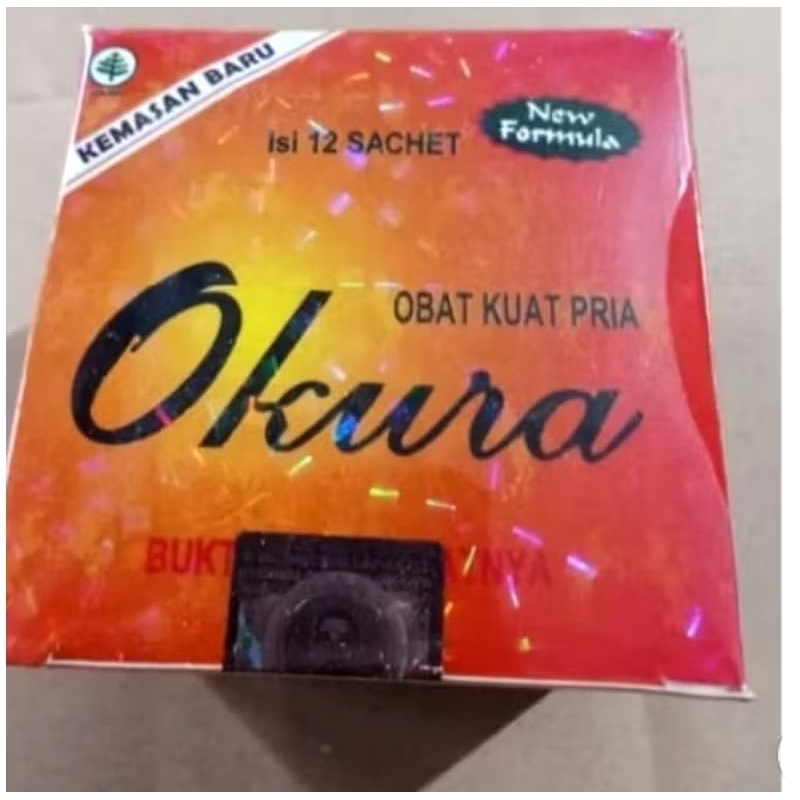 KEMASAN BARU
isi 12 SACHET
New
Formula
OBAT KUAT PRIA
Okura